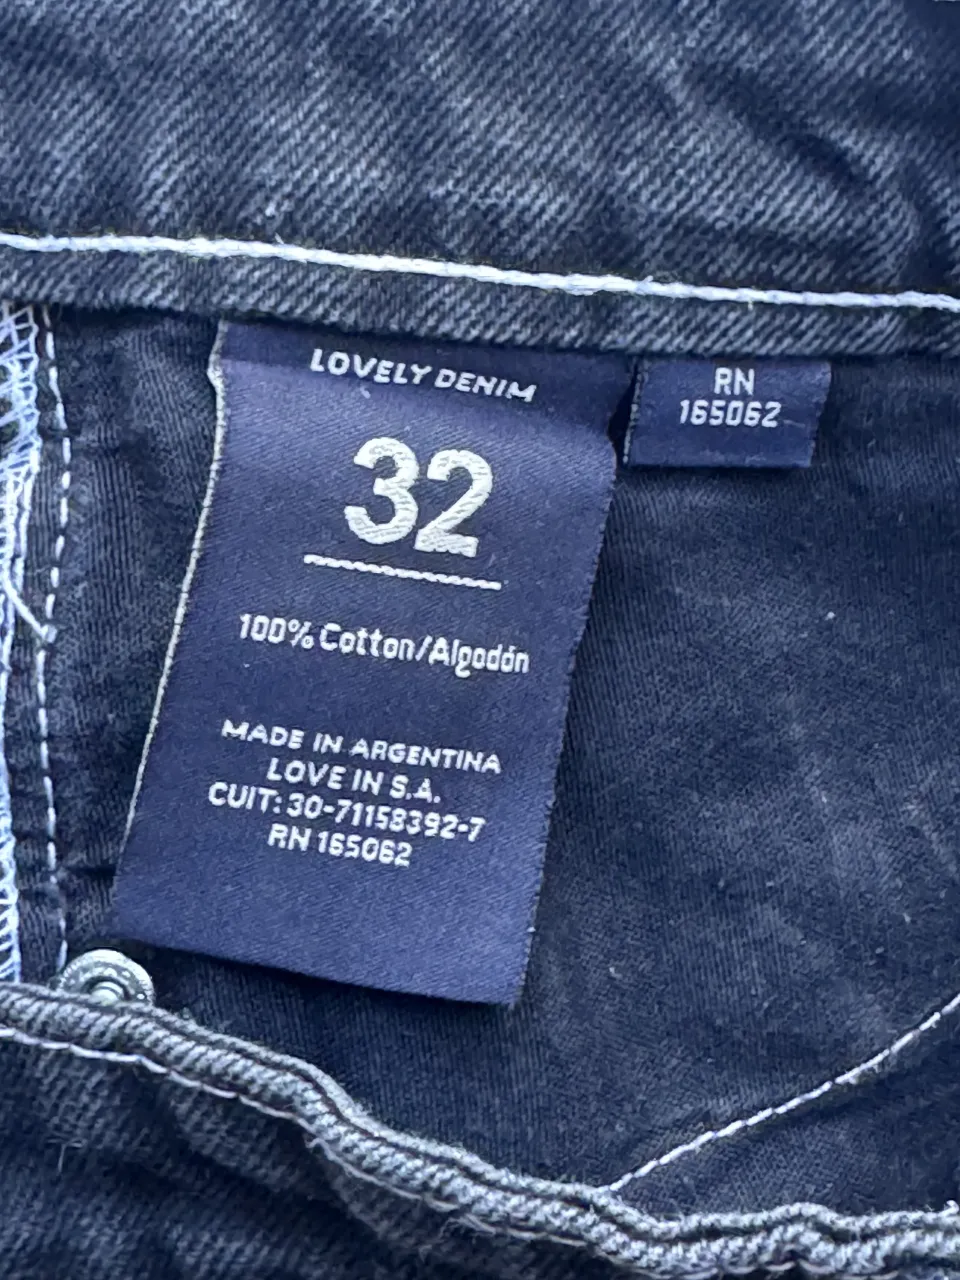 LOVELY DENIM
32
100% Cotton/Algodón
MADE IN ARGENTINA
LOVE IN S.A.
CUIT: 30-71158392-7
RN 165062
RN
165062